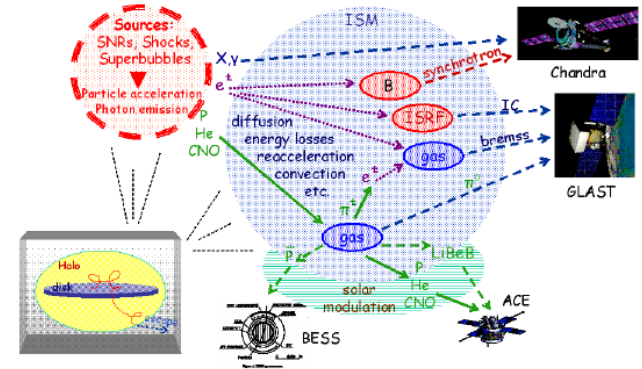 Sources:
SNRs, Shocks,
Superbubbles
Particle acceleration
Photon emission
ISM
X,γ
e±
P
He
CNO
B
synchrotron
Chandra
ISRF
IC
diffusion
energy losses
reacceleration
convection
etc.
gas
bremss
GLAST
e±
π±
π⁰
gas
p̄
LiBeB
P
He
CNO
solar
modulation
ACE
BESS
Halo
disk
escape